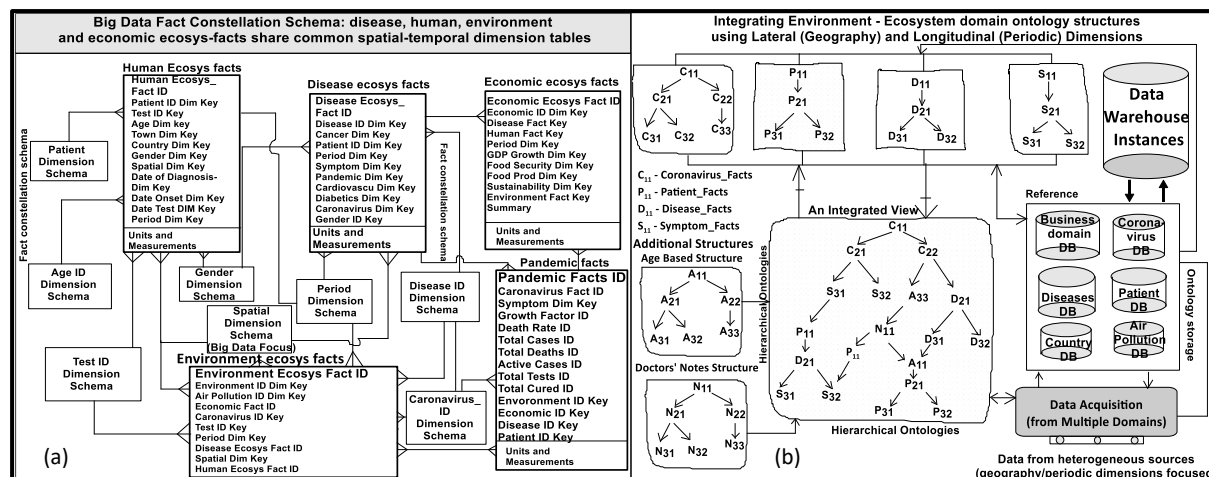 Big Data Fact Constellation Schema: disease, human, environment
and economic ecosys-facts share common spatial-temporal dimension tables
Fact constellation schema
Human Ecosys facts
Human Ecosys_
Fact ID
Patient ID Dim Key
Test ID Key
Age Dim key
Town Dim Key
Country Dim Key
Gender Dim Key
Spatial Dim Key
Date of Diagnosis-
Dim Key
Date Onset Dim Key
Date Test DIM Key
Period Dim Key
Units and
Measurements
Patient
Dimension
Schema
Age ID
Dimension
Schema
Gender
Dimension
Schema
Test ID
Dimension
Schema
Spatial
Dimension
Schema
(Big Data Focus)
Disease ecosys facts
Disease Ecosys_
Fact ID
Disease ID Dim Key
Cancer Dim Key
Patient ID Dim Key
Period Dim Key
Symptom Dim Key
Pandemic Dim Key
Cardiovascu Dim Key
Diabetics Dim Key
Caronavirus Dim Key
Gender ID Key
Units and
Measurements
Period
Dimension
Schema
Fact constellation schema
Disease ID
Dimension
Schema
Economic ecosys facts
Economic Ecosys Fact ID
Economic ID Dim Key
Disease Fact Key
Human Fact Key
Period Dim Key
GDP Growth Dim Key
Food Security Dim Key
Food Prod Dim Key
Sustainability Dim Key
Environment Fact Key
Summary
Units and
Measurements
Pandemic facts
Pandemic Facts ID
Caronavirus Fact ID
Symptom Dim Key
Growth Factor ID
Death Rate ID
Total Cases ID
Total Deaths ID
Active Cases ID
Total Tests ID
Total Cured ID
Envoronment ID Key
Economic ID Key
Disease ID Key
Patient ID Key
Units and
Measurements
Environment ecosys facts
Environment Ecosys Fact ID
Environment ID Dim Key
Air Pollution ID Dim Key
Economic Fact ID
Caronavirus ID Key
Test ID Key
Period Dim Key
Disease Ecosys Fact ID
Spatial Dim Key
Human Ecosys Fact ID
Caronavirus_
ID
Dimension
Schema
(a)
Integrating Environment - Ecosystem domain ontology structures
using Lateral (Geography) and Longitudinal (Periodic) Dimensions
C11
C21 C22
C31 C32 C33
P11
P21
P31 P32
D11
D21
D31 D32
S11
S21
S31 S32
Data
Warehouse
Instances
C11 - Coronavirus_Facts
P11 - Patient_Facts
D11 - Disease_Facts
S11 - Symptom_Facts
Additional Structures
Age Based Structure
A11
A21 A22
A31 A32 A33
Doctors' Notes Structure
N11
N21 N22
N31 N32 N33
Hierarchical Ontologies
An Integrated View
C11
C21 C22
S31 S32 A33 D21
P11 N11 D31 D32
D21 P11 A11
S31 S32 P21
P31 P32
Hierarchical Ontologies
Reference
Business
domain
DB
Corona
virus
DB
Diseases
DB
Patient
DB
Country
DB
Air
Pollution
DB
Ontology storage
Data Acquisition
(from Multiple Domains)
Data from heterogeneous sources
(geography/periodic dimensions focused
(b)